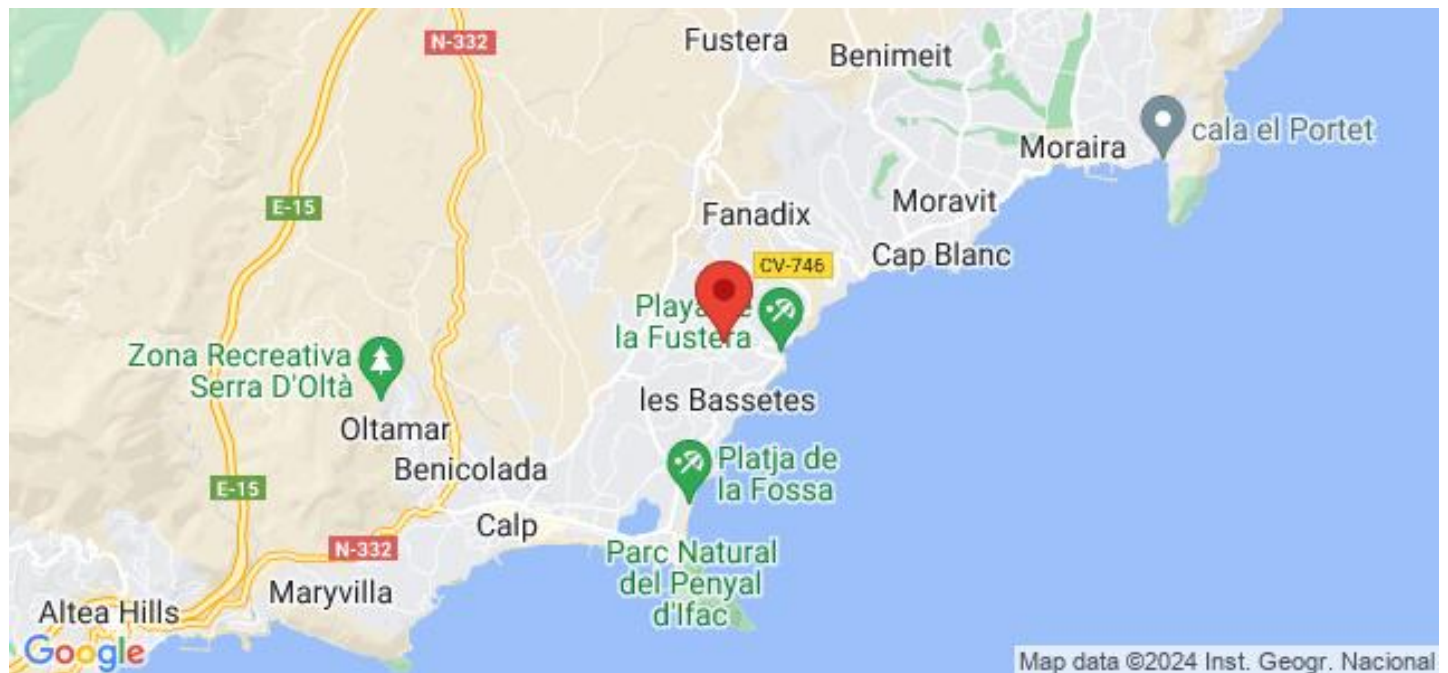 N-332
Fustera
Benimeit
cala el Portet
Moraira
E-15
Fanadix
Moravit
Cap Blanc
CV-746
la Fustera
Zona Recreativa
Serra D'Oltà
les Bassetes
Oltamar
Benicolada
Platja de
la Fossa
E-15
Calp
N-332
Parc Natural
del Penyal
d'Ifac
Maryvilla
Altea Hills
Google
Map data ©2024 Inst. Geogr. Nacional